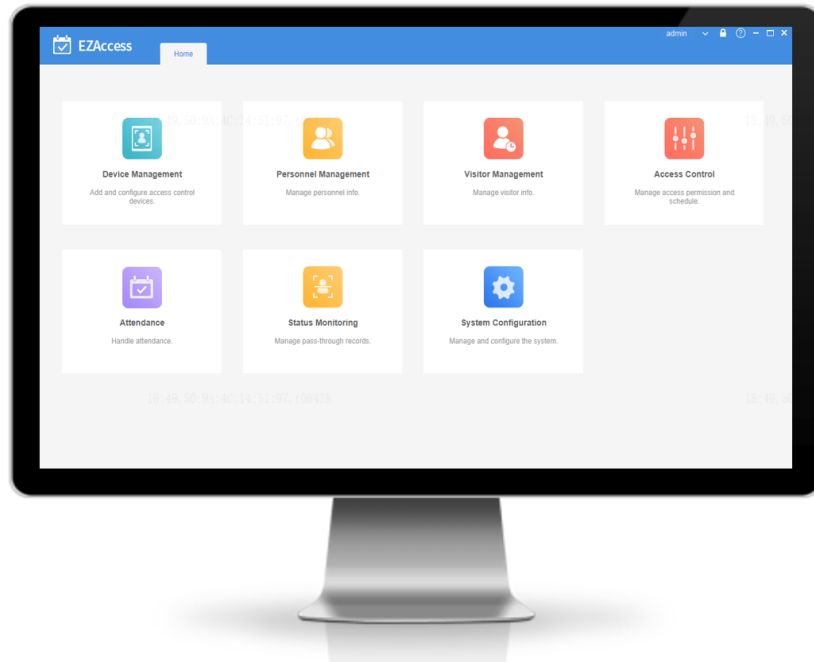 EZAccess
Home
admin
Device Management
Add and configure access control
devices.
Personnel Management
Manage personnel info.
Visitor Management
Manage visitor info.
Access Control
Manage access permission and
schedule.
Attendance
Handle attendance.
Status Monitoring
Manage pass-through records.
System Configuration
Manage and configure the system.